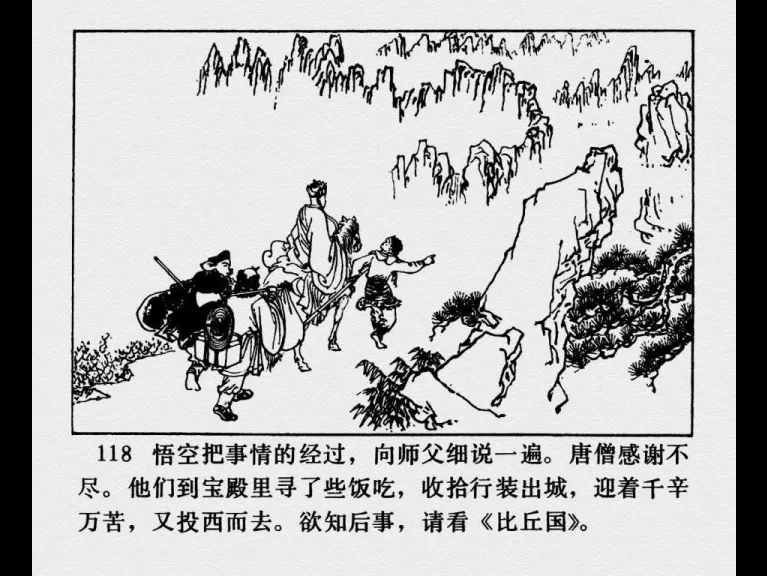 118 悟空把事情的经过，向师父细说一遍。唐僧感谢不
尽。他们到宝殿里寻了些饭吃，收拾行装出城，迎着千辛
万苦，又投西而去。欲知后事，请看《比丘国》。